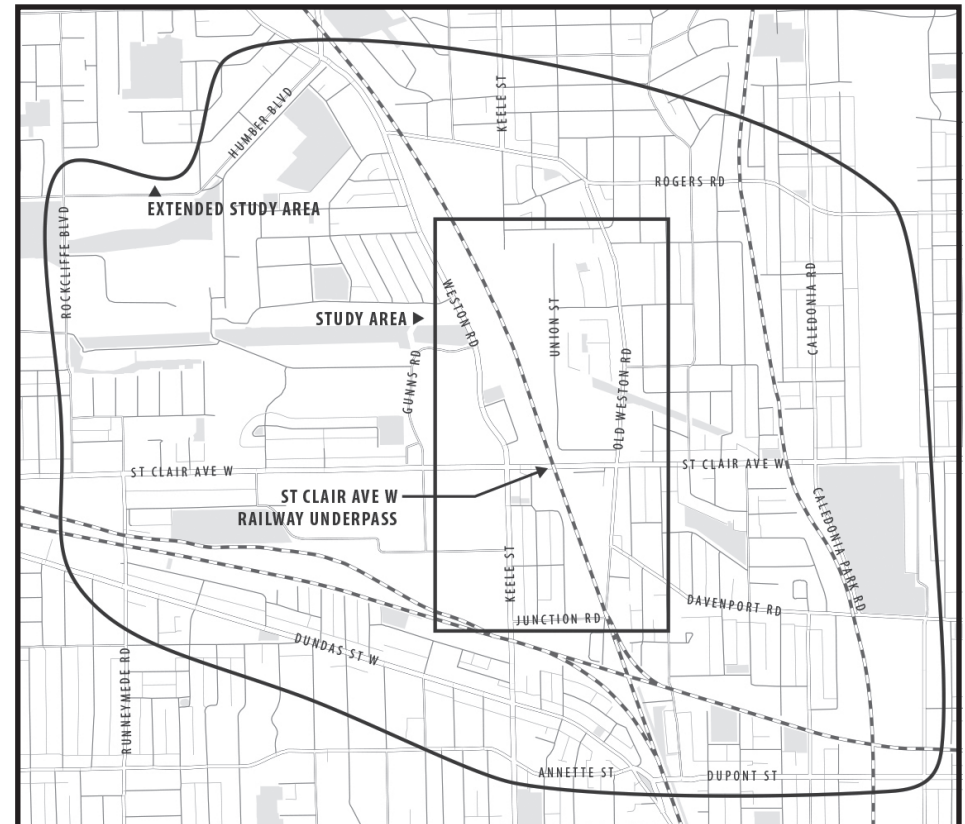 HUMBER BLVD
KEELE ST
ROGERS RD
EXTENDED STUDY AREA
ROCKCLIFFE BLVD
WESTON RD
STUDY AREA
UNION ST
CALEDONIA RD
GUNNS RD
OLD WESTON RD
ST CLAIR AVE W
ST CLAIR AVE W
ST CLAIR AVE W
RAILWAY UNDERPASS
CALEDONIA PARK RD
KEELE ST
DAVENPORT RD
JUNCTION RD
DUNDAS ST W
RUNNEYMEDE RD
ANNETTE ST
DUPONT ST